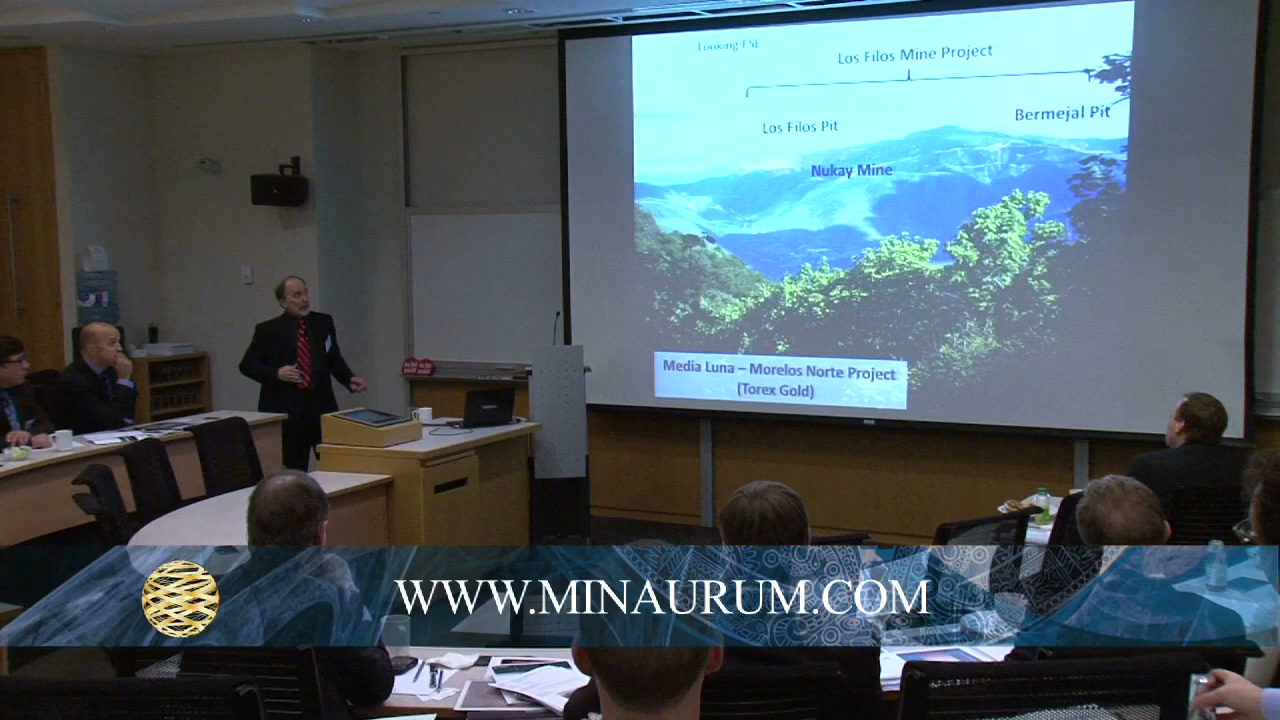 Looking ESE
Los Filos Mine Project
Bermejal Pit
Los Filos Pit
Nukay Mine
Media Luna – Morelos Norte Project
(Torex Gold)
WWW.MINAURUM.COM